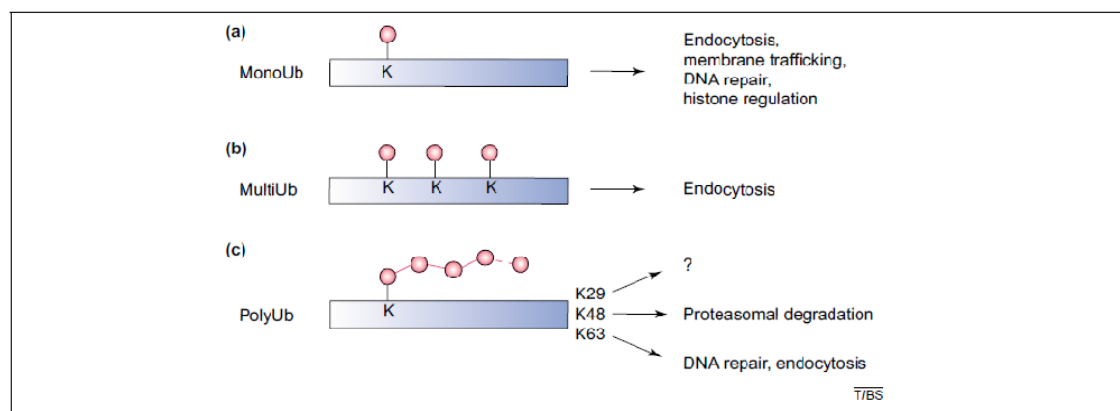 (a)
MonoUb
K
Endocytosis,
membrane trafficking,
DNA repair,
histone regulation
(b)
MultiUb
K K K
Endocytosis
(c)
PolyUb
K
K29
K48
K63
?
Proteasomal degradation
DNA repair, endocytosis
T/BS